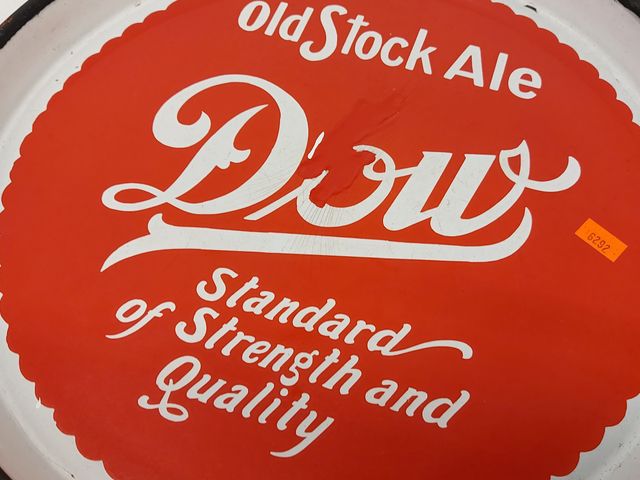 old Stock Ale
Dow
Standard
of Strength and
Quality
6292